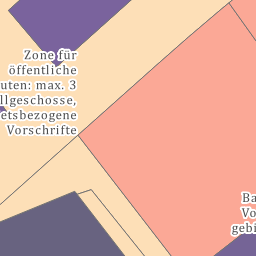 Zone für
öffentliche
uten: max. 3
llgeschosse,
etsbezogene
Vorschrifte
Ba
Vo
gebi